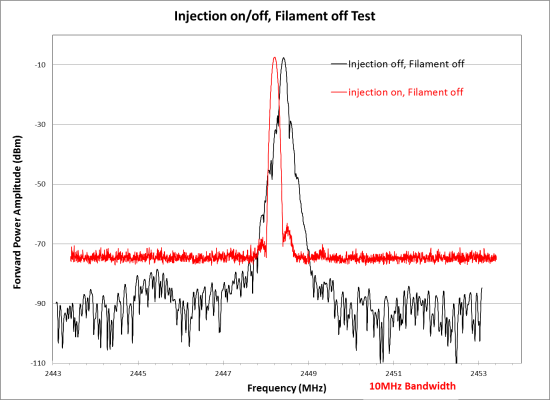 Injection on/off, Filament off Test
Injection off, Filament off
injection on, Filament off
Forward Power Amplitude (dBm)
-10
-30
-50
-70
-90
-110
2443
2445
2447
2449
2451
2453
Frequency (MHz)
10MHz Bandwidth